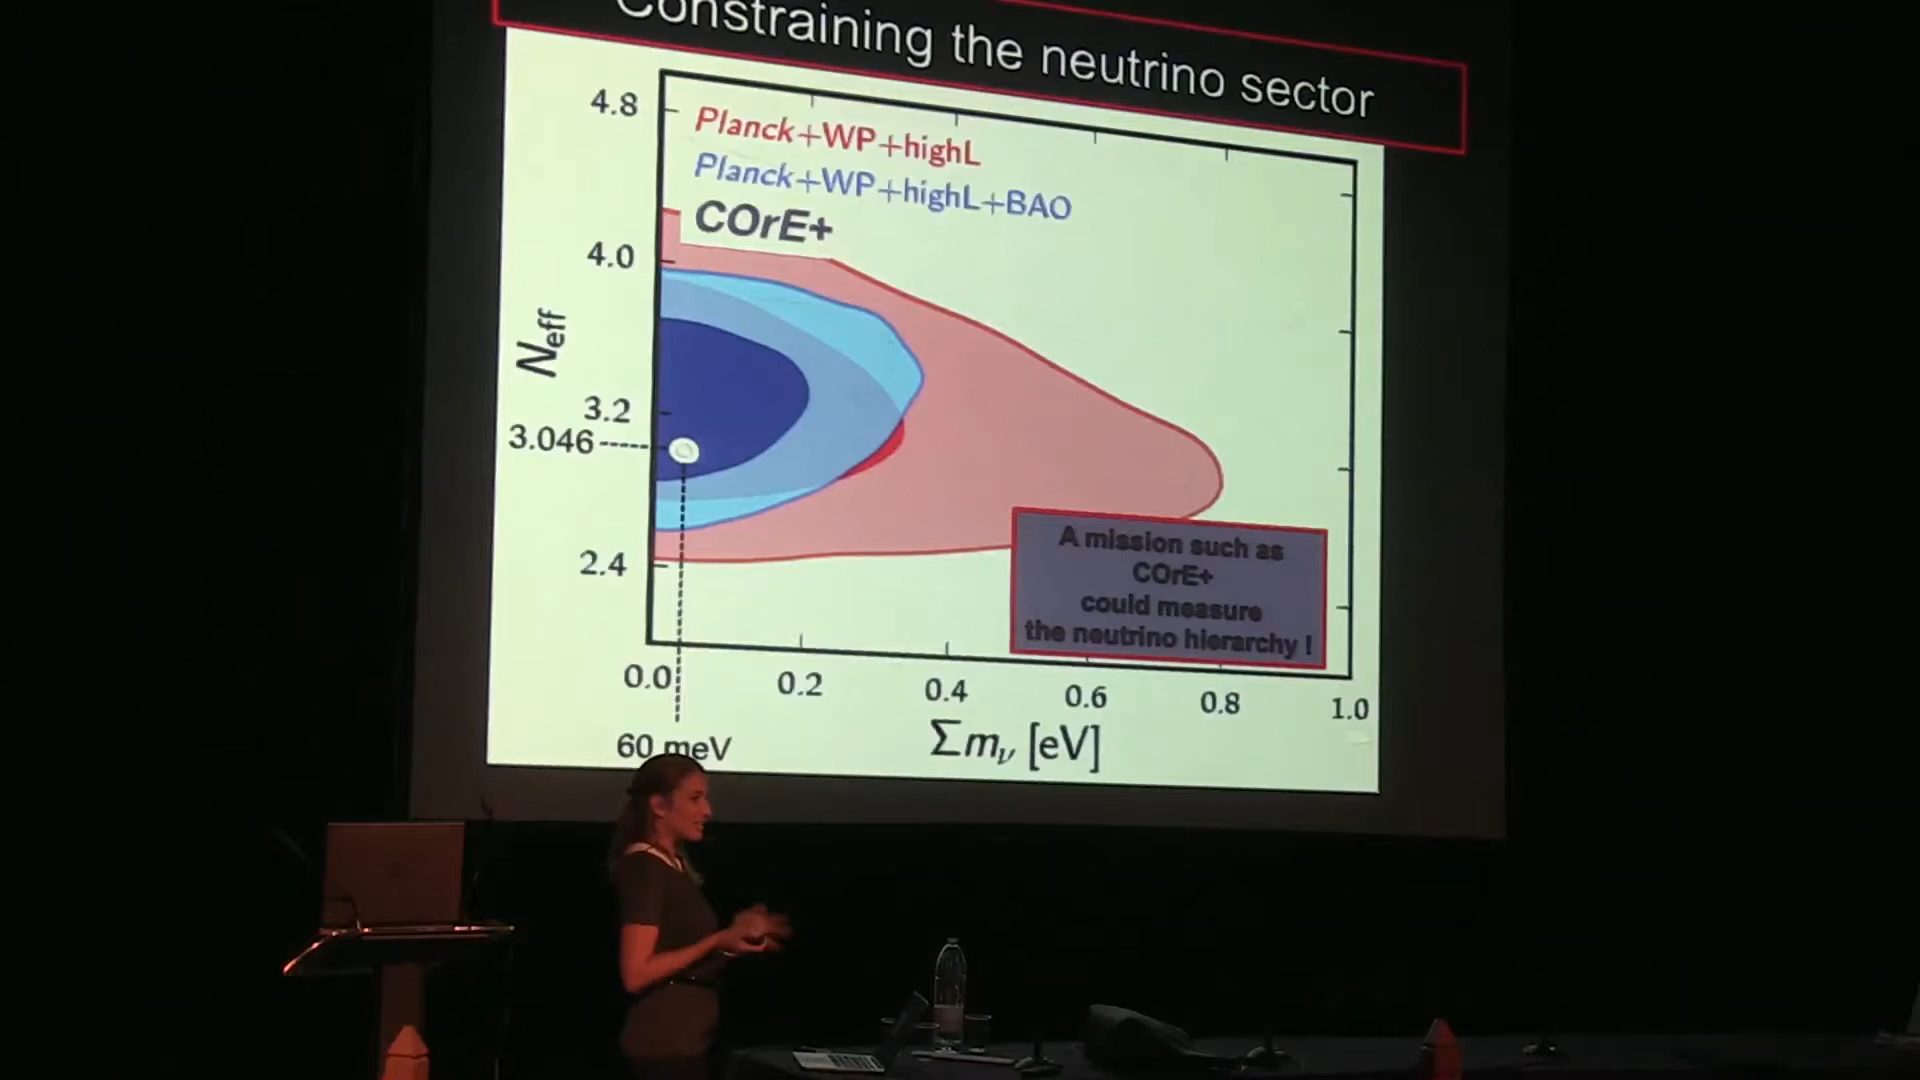 Constraining the neutrino sector
4.8
Planck+WP+highL
Planck+WP+highL+BAO
COrE+
4.0
Neff
3.2
3.046
2.4
A mission such as
COrE+
could measure
the neutrino hierarchy !
0.0
0.2
0.4
0.6
0.8
1.0
60 meV
Σmν [eV]